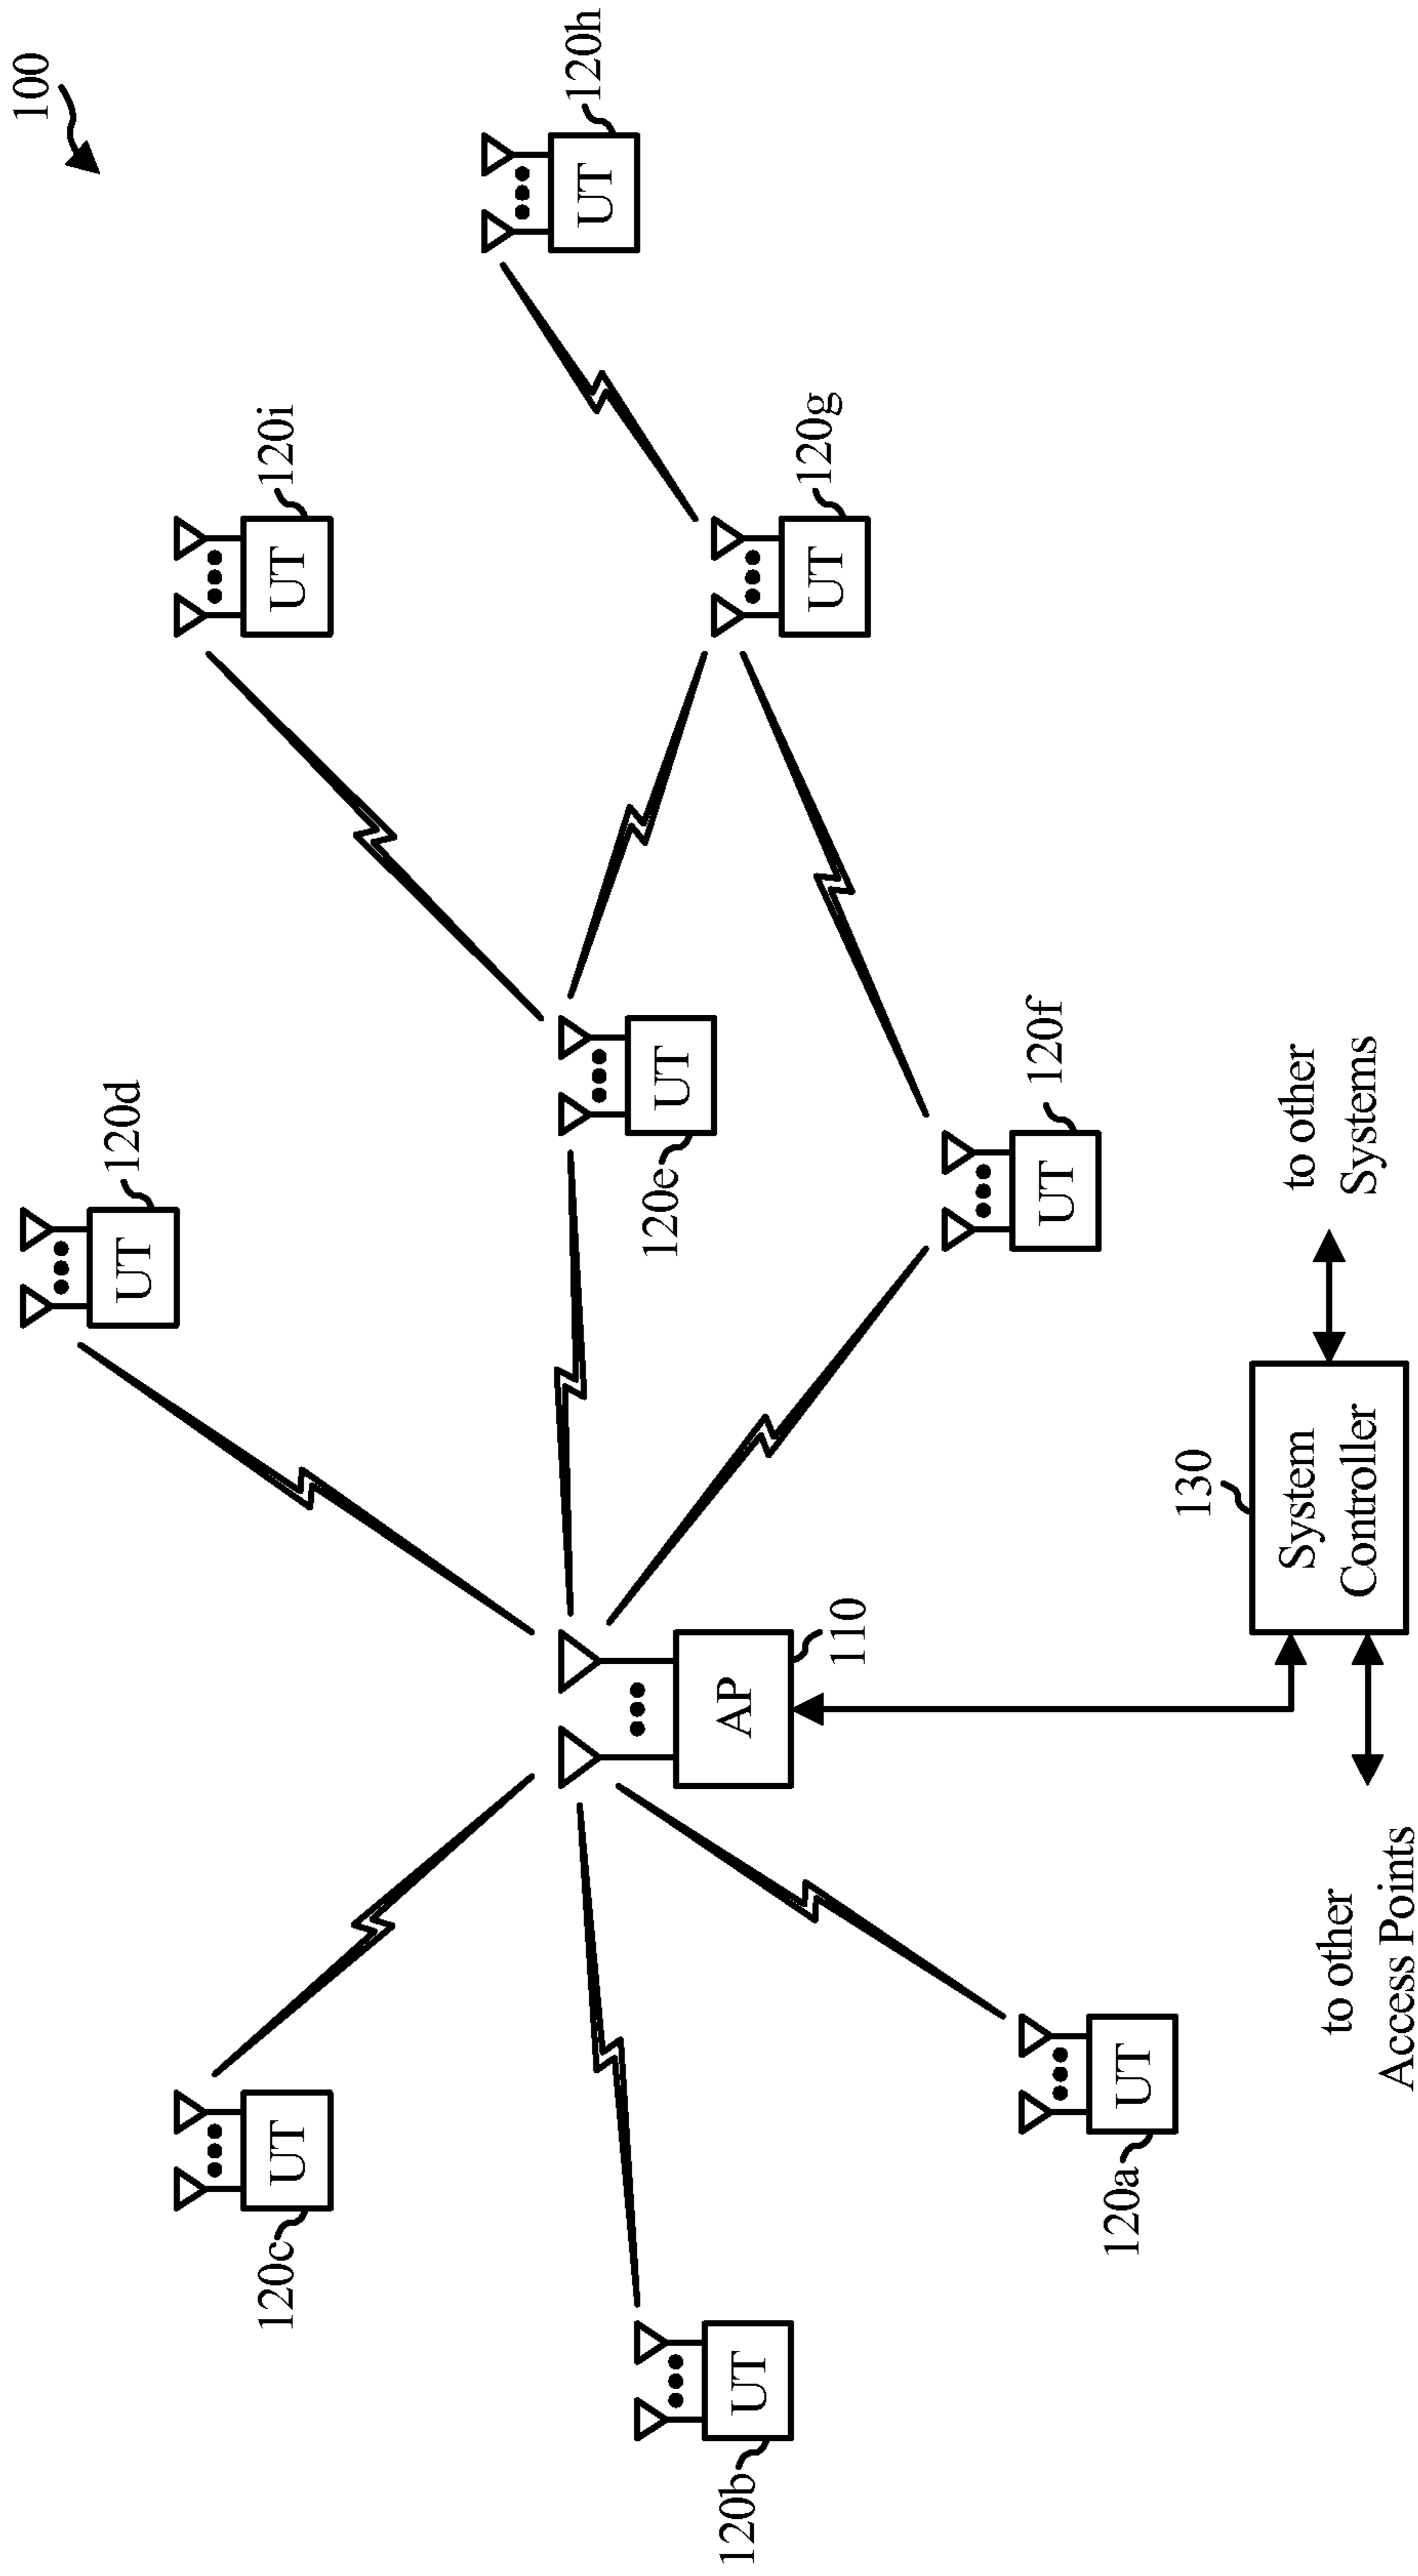 100
UT
120d
UT
120i
UT
120c
UT
120h
UT
120e
UT
120g
AP
110
UT
120b
UT
120f
UT
120a
130
System
Controller
to other
Systems
to other
Access Points